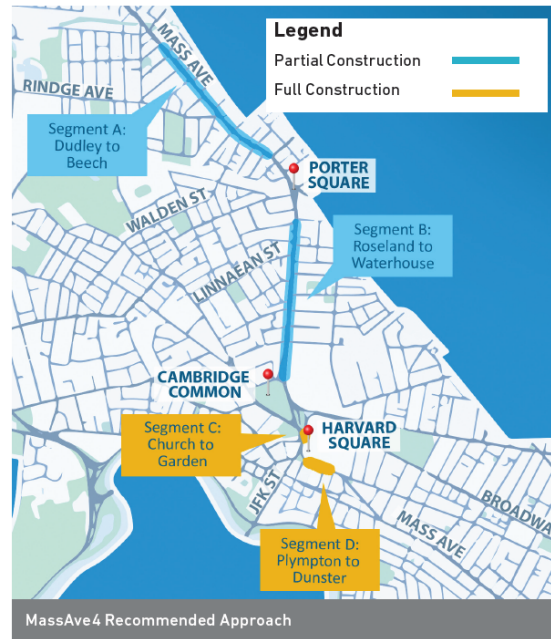 Legend
Partial Construction
Full Construction
MASS AVE
RINDGE AVE
Segment A:
Dudley to
Beech
PORTER
SQUARE
WALDEN ST
Segment B:
Roseland to
Waterhouse
LINNAEAN ST
CAMBRIDGE
COMMON
Segment C:
Church to
Garden
HARVARD
SQUARE
JFK ST
BROADWA
MASS AVE
Segment D:
Plympton to
Dunster
MassAve4 Recommended Approach